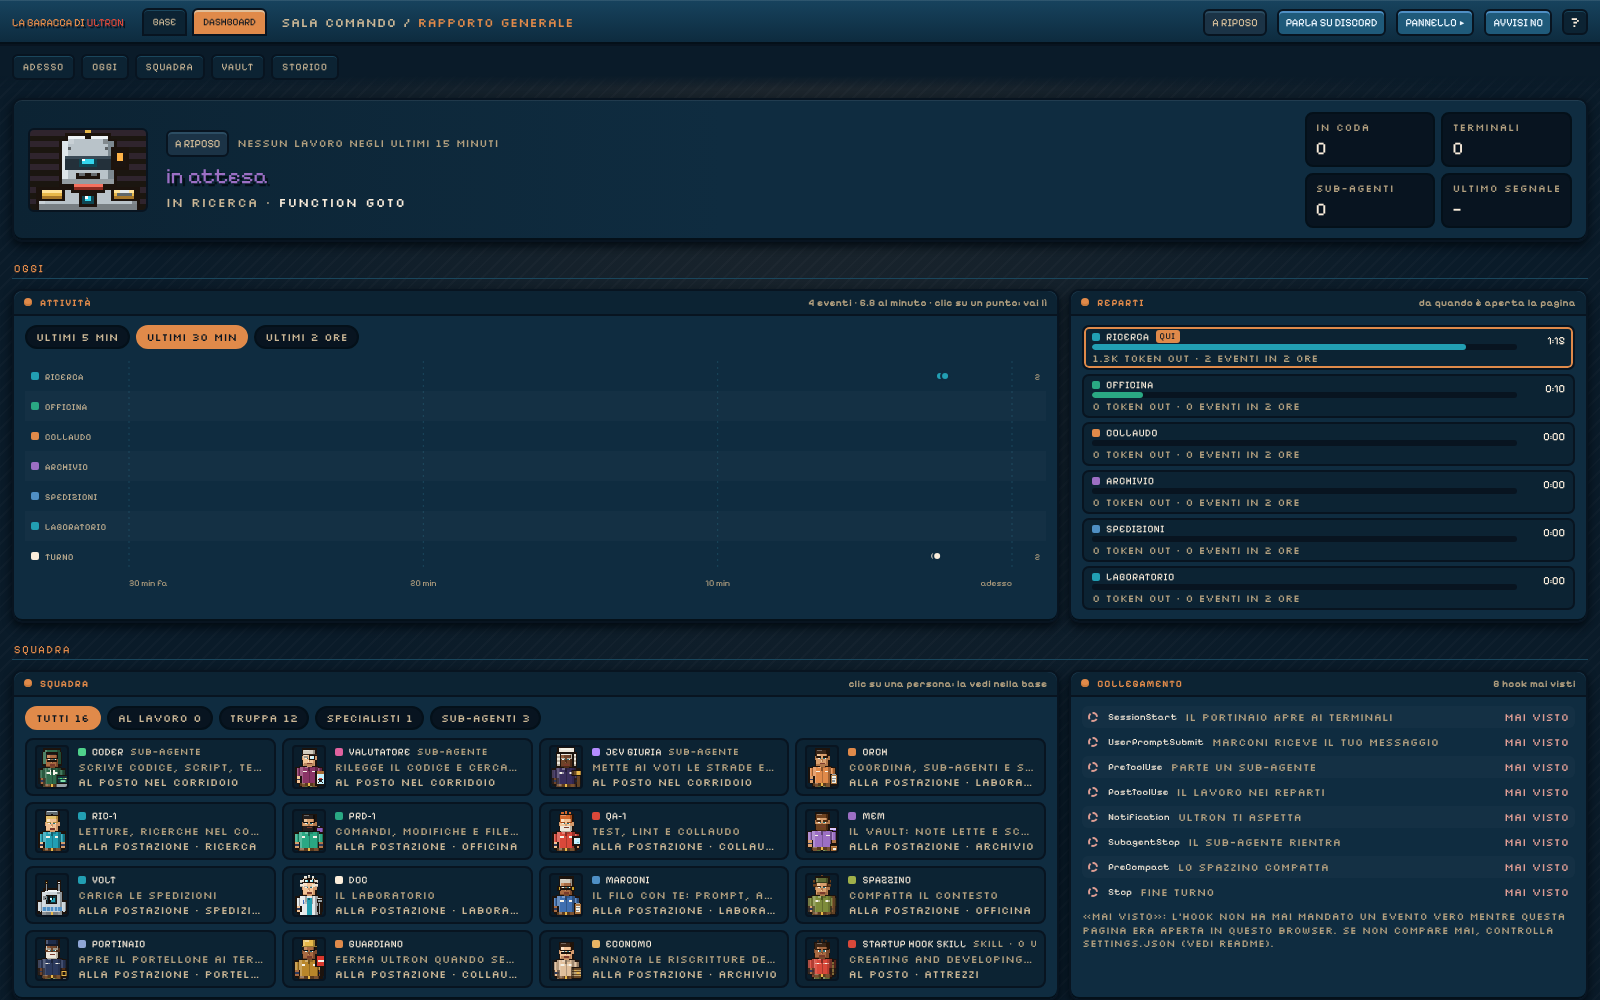 LA BARACCA DI ULTRON BASE DASHBOARD SALA COMANDO / RAPPORTO GENERALE A RIPOSO PARLA SU DISCORD PANNELLO ▸ AVVISI NO ?
ADESSO OGGI SQUADRA VAULT STORICO
A RIPOSO NESSUN LAVORO NEGLI ULTIMI 15 MINUTI
in attesa
IN RICERCA · FUNCTION GOTO
IN CODA
0
TERMINALI
0
SUB-AGENTI
0
ULTIMO SEGNALE
–
OGGI
ATTIVITÀ 4 eventi · 6.8 al minuto · clic su un punto: vai lì
ULTIMI 5 MIN ULTIMI 30 MIN ULTIMI 2 ORE
RICERCA 2
OFFICINA
COLLAUDO
ARCHIVIO
SPEDIZIONI
LABORATORIO
TURNO 2
30 min fa 20 min 10 min adesso
REPARTI da quando è aperta la pagina
RICERCA QUI 1:18
1.3K TOKEN OUT · 2 EVENTI IN 2 ORE
OFFICINA 0:10
0 TOKEN OUT · 0 EVENTI IN 2 ORE
COLLAUDO 0:00
0 TOKEN OUT · 0 EVENTI IN 2 ORE
ARCHIVIO 0:00
0 TOKEN OUT · 0 EVENTI IN 2 ORE
SPEDIZIONI 0:00
0 TOKEN OUT · 0 EVENTI IN 2 ORE
LABORATORIO 0:00
0 TOKEN OUT · 0 EVENTI IN 2 ORE
SQUADRA
SQUADRA clic su una persona: la vedi nella base
TUTTI 16 AL LAVORO 0 TRUPPA 12 SPECIALISTI 1 SUB-AGENTI 3
CODER SUB-AGENTE
SCRIVE CODICE, SCRIPT, TE…
AL POSTO NEL CORRIDOIO
VALUTATORE SUB-AGENTE
RILEGGE IL CODICE E CERCA…
AL POSTO NEL CORRIDOIO
JEV GIURIA SUB-AGENTE
METTE AI VOTI LE STRADE E…
AL POSTO NEL CORRIDOIO
ORCH
COORDINA, SUB-AGENTI E S…
ALLA POSTAZIONE · LABORA…
RIC-1
LETTURE, RICERCHE NEL CO…
ALLA POSTAZIONE · RICERCA
PRD-1
COMANDI, MODIFICHE E FILE…
ALLA POSTAZIONE · OFFICINA
QA-1
TEST, LINT E COLLAUDO
ALLA POSTAZIONE · COLLAU…
MEM
IL VAULT: NOTE LETTE E SC…
ALLA POSTAZIONE · ARCHIVIO
VOLT
CARICA LE SPEDIZIONI
ALLA POSTAZIONE · SPEDIZI…
DOC
IL LABORATORIO
ALLA POSTAZIONE · LABORA…
MARCONI
IL FILO CON TE: PROMPT, A…
ALLA POSTAZIONE · LABORA…
SPAZZINO
COMPATTA IL CONTESTO
ALLA POSTAZIONE · OFFICINA
PORTINAIO
APRE IL PORTELLONE AI TER…
ALLA POSTAZIONE · PORTEL…
GUARDIANO
FERMA ULTRON QUANDO SE…
ALLA POSTAZIONE · COLLAU…
ECONOMO
ANNOTA LE RISCRITTURE DE…
ALLA POSTAZIONE · ARCHIVIO
STARTUP HOOK SKILL SKILL · 0 U
CREATING AND DEVELOPING…
AL POSTO · ATTREZZI
COLLEGAMENTO 8 hook mai visti
SessionStart IL PORTINAIO APRE AI TERMINALI MAI VISTO
UserPromptSubmit MARCONI RICEVE IL TUO MESSAGGIO MAI VISTO
PreToolUse PARTE UN SUB-AGENTE MAI VISTO
PostToolUse IL LAVORO NEI REPARTI MAI VISTO
Notification ULTRON TI ASPETTA MAI VISTO
SubagentStop IL SUB-AGENTE RIENTRA MAI VISTO
PreCompact LO SPAZZINO COMPATTA MAI VISTO
Stop FINE TURNO MAI VISTO
«MAI VISTO»: L'HOOK NON HA MAI MANDATO UN EVENTO VERO MENTRE QUESTA
PAGINA ERA APERTA IN QUESTO BROWSER. SE NON COMPARE MAI, CONTROLLA
SETTINGS.JSON (VEDI README).